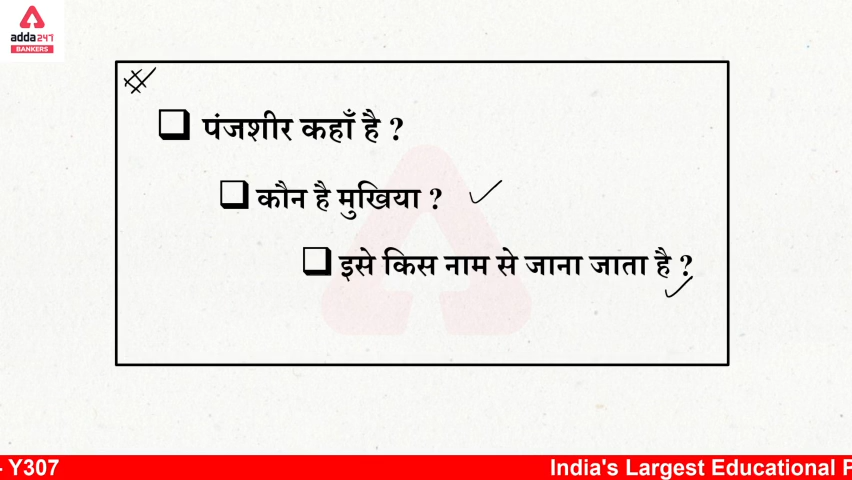 adda247
BANKERS
पंजशीर कहाँ है ?
कौन है मुखिया ?
इसे किस नाम से जाना जाता है ?
- Y307
India's Largest Educational P